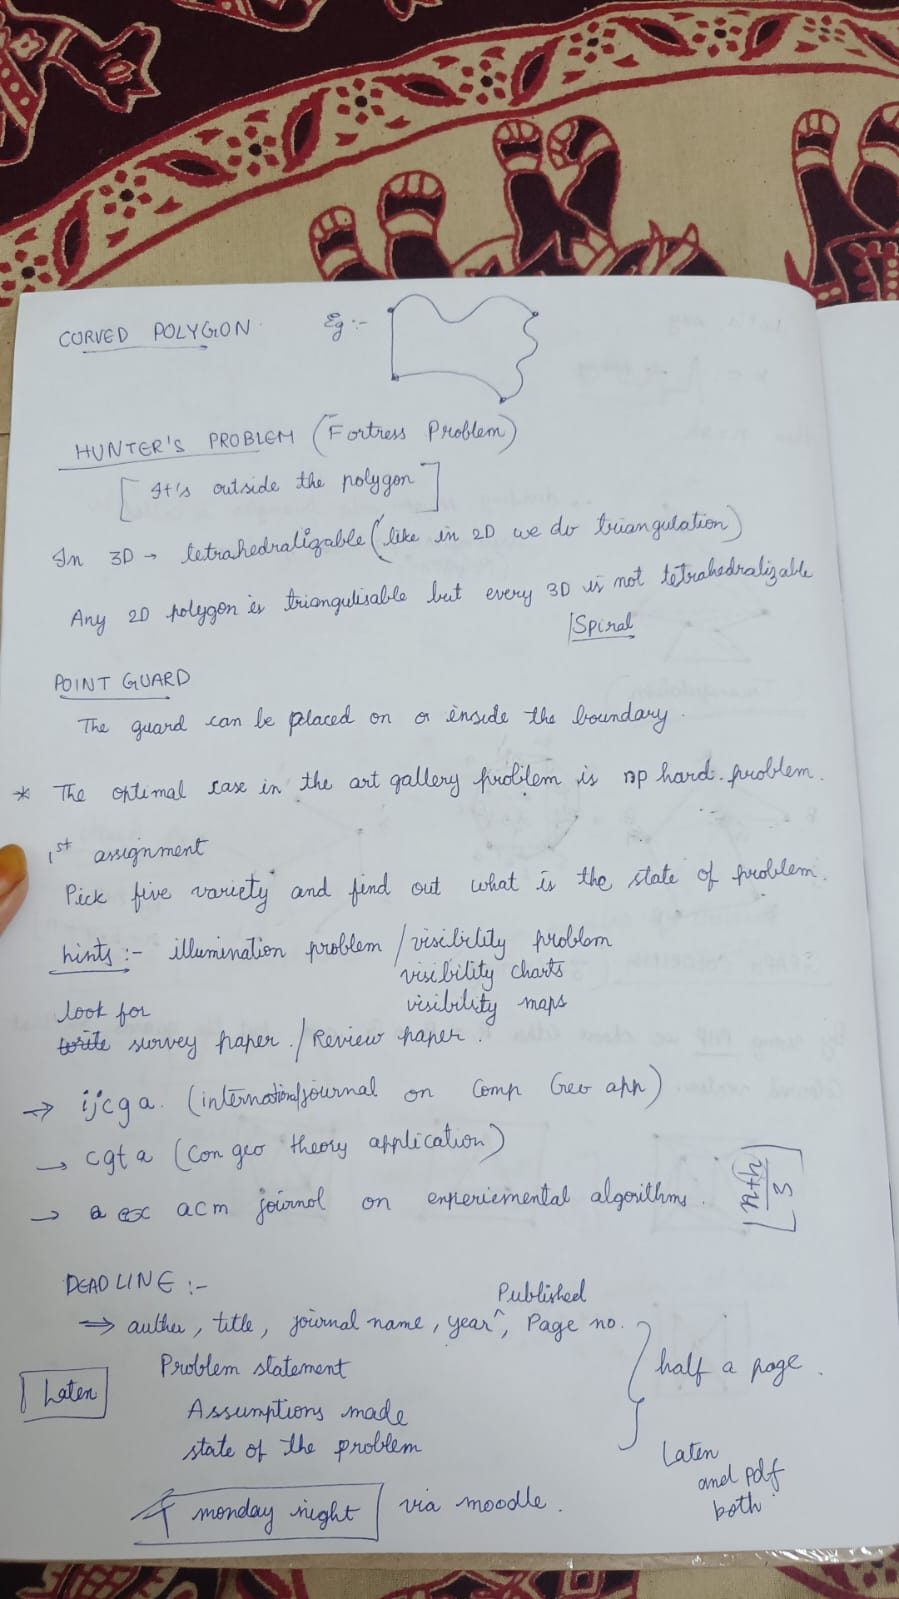 CURVED POLYGON Eg :-
HUNTER'S PROBLEM (Fortress Problem)
[It's outside the polygon]
In 3D → tetrahedralizable (like in 2D we do triangulation)
Any 2D polygon is triangulisable but every 3D is not tetrahedralizable
Spiral
POINT GUARD
The guard can be placed on or inside the boundary.
* The optimal case in the art gallery problem is np hard problem.
1st assignment
Pick five variety and find out what is the state of problem.
hints :- illumination problem / visibility problem
visibility charts
visibility maps
look for
write survey paper. / Review paper.
→ ijcga. (international journal on Comp Geo app)
→ cgta (Con geo theory application)
→ acm journol on experiemental algorithms.
⌊n+h/3⌋
DEADLINE :-
Published
⇒ author, title, journal name, year^, Page no.
Problem statement
half a page.
Latex
Assumptions made
state of the problem
Latex
and pdf
both
monday night via moodle.